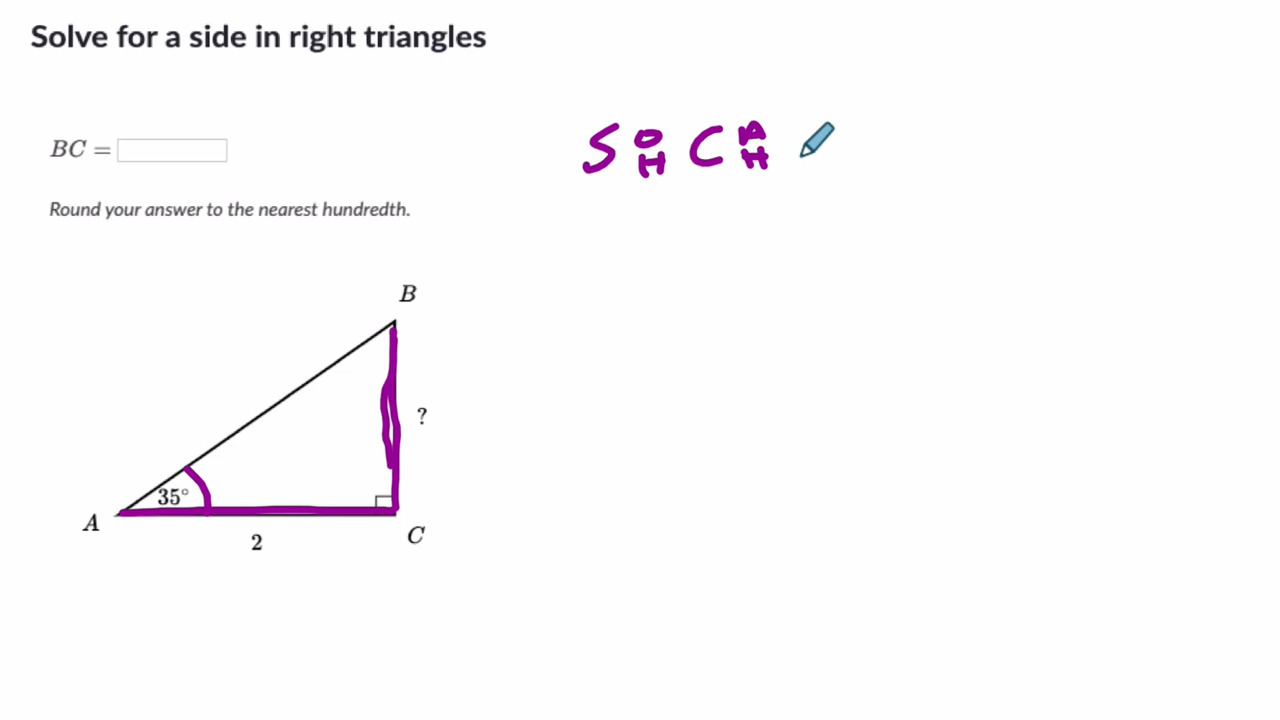 Solve for a side in right triangles
BC =
S O/H C A/H
Round your answer to the nearest hundredth.
B
?
35°
A
C
2